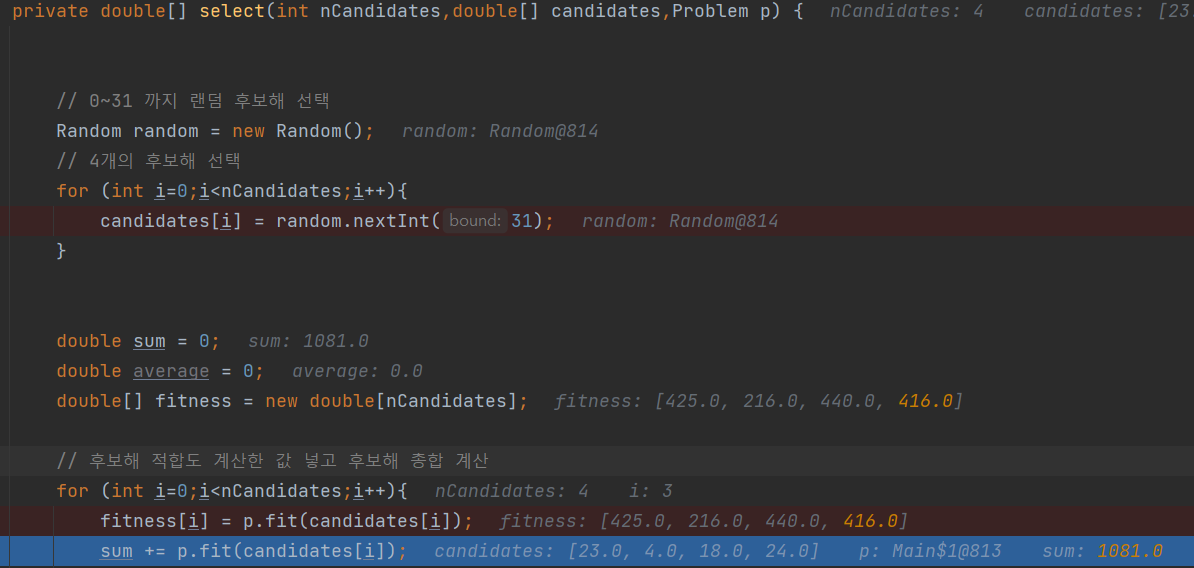 private double[] select(int nCandidates,double[] candidates,Problem p) { nCandidates: 4 candidates: [23
// 0~31 까지 랜덤 후보해 선택
Random random = new Random(); random: Random@814
// 4개의 후보해 선택
for (int i=0;i<nCandidates;i++){
candidates[i] = random.nextInt( bound: 31); random: Random@814
}
double sum = 0; sum: 1081.0
double average = 0; average: 0.0
double[] fitness = new double[nCandidates]; fitness: [425.0, 216.0, 440.0, 416.0]
// 후보해 적합도 계산한 값 넣고 후보해 총합 계산
for (int i=0;i<nCandidates;i++){ nCandidates: 4 i: 3
fitness[i] = p.fit(candidates[i]); fitness: [425.0, 216.0, 440.0, 416.0]
sum += p.fit(candidates[i]); candidates: [23.0, 4.0, 18.0, 24.0] p: Main$1@813 sum: 1081.0